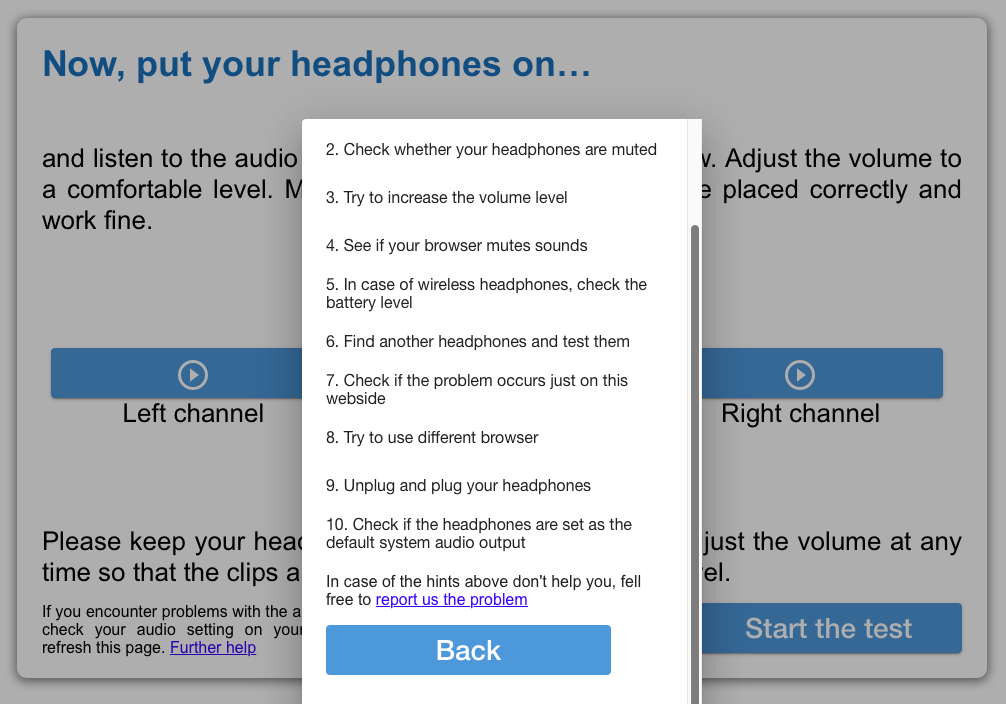 Now, put your headphones on…
and listen to the audio
w. Adjust the volume to
a comfortable level. M
e placed correctly and
work fine.
Left channel
Right channel
Please keep your head
just the volume at any
time so that the clips a
el.
If you encounter problems with the a
check your audio setting on your
refresh this page. Further help
Start the test
2. Check whether your headphones are muted
3. Try to increase the volume level
4. See if your browser mutes sounds
5. In case of wireless headphones, check the
battery level
6. Find another headphones and test them
7. Check if the problem occurs just on this
webside
8. Try to use different browser
9. Unplug and plug your headphones
10. Check if the headphones are set as the
default system audio output
In case of the hints above don't help you, fell
free to report us the problem
Back